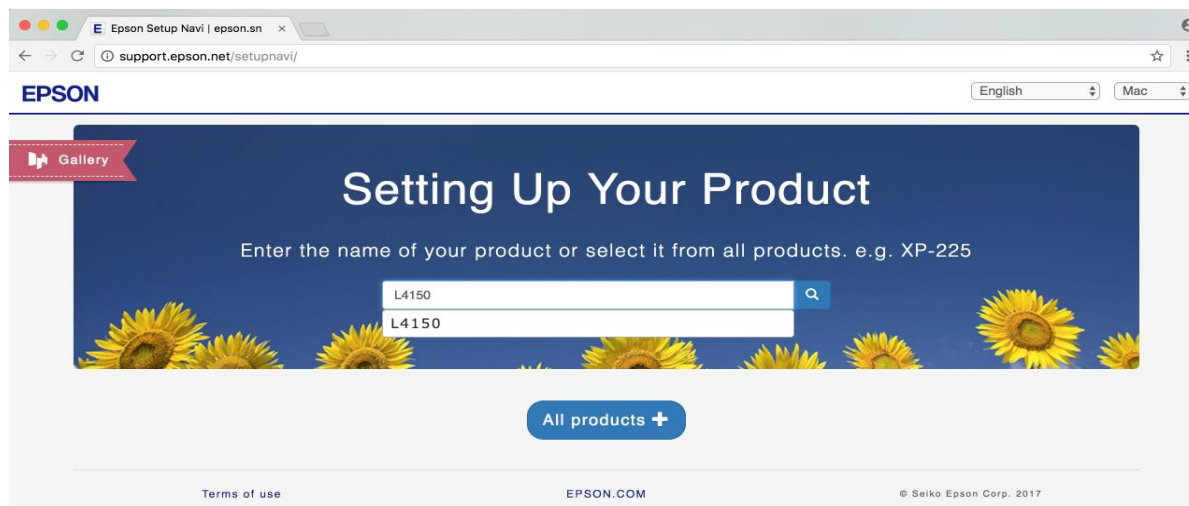 Epson Setup Navi | epson.sn
support.epson.net/setupnavi/
EPSON
English
Mac
Gallery
Setting Up Your Product
Enter the name of your product or select it from all products. e.g. XP-225
L4150
L4150
All products
Terms of use
EPSON.COM
© Seiko Epson Corp. 2017